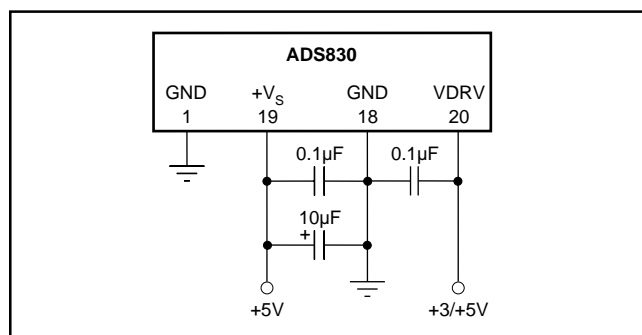 ADS830
GND +VS GND VDRV
1 19 18 20
0.1µF 0.1µF
10µF
+
+5V +3/+5V